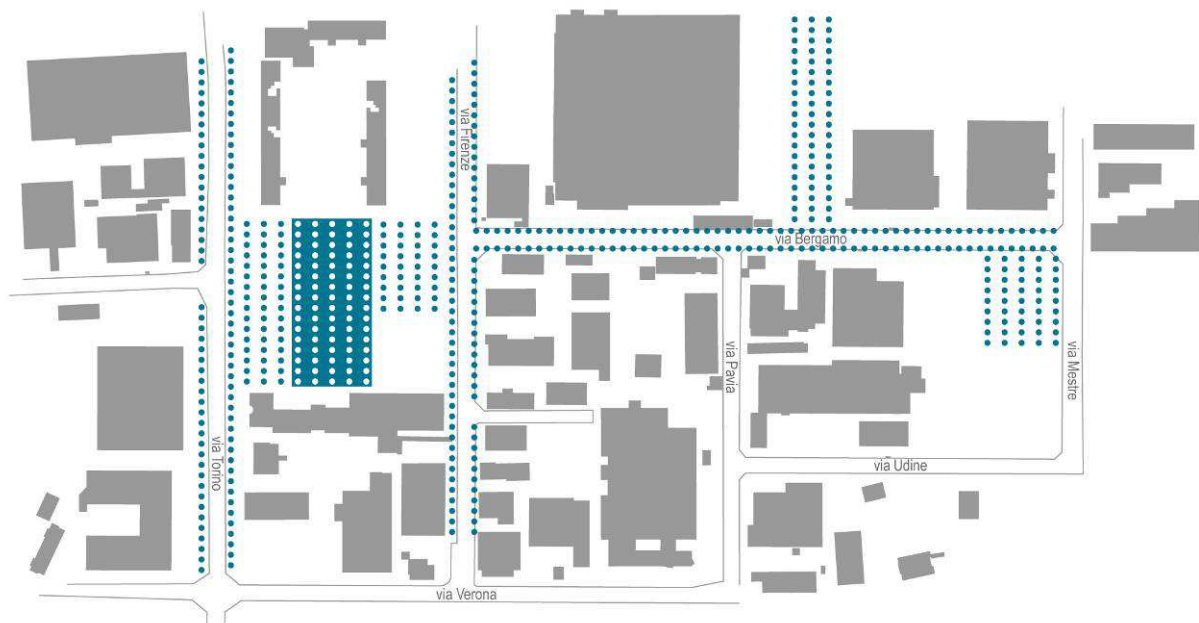 via Firenze
via Bergamo
via Pavia
via Mestre
via Torino
via Udine
via Verona